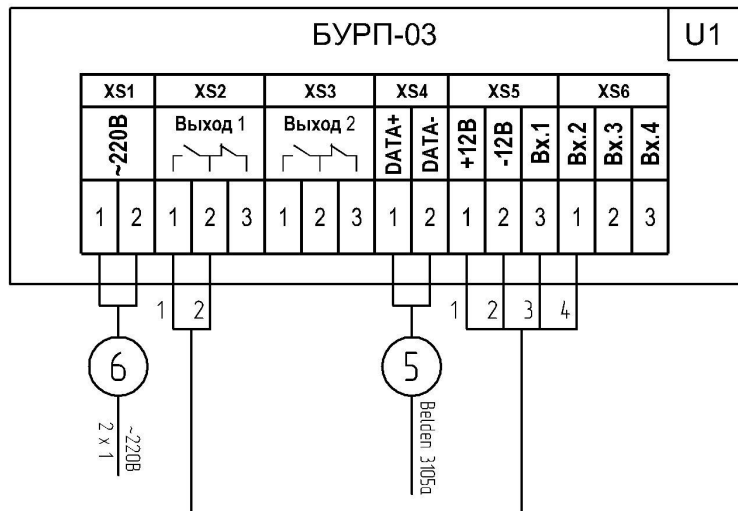 БУРП-03 U1
XS1 XS2 XS3 XS4 XS5 XS6
~220В Выход 1 Выход 2 DATA+ DATA- +12В -12В Вх.1 Вх.2 Вх.3 Вх.4
1 2 1 2 3 1 2 3 1 2 1 2 3 1 2 3
1 2 1 2 3 4
6 5
~220В
2 x 1
Belden 3105a